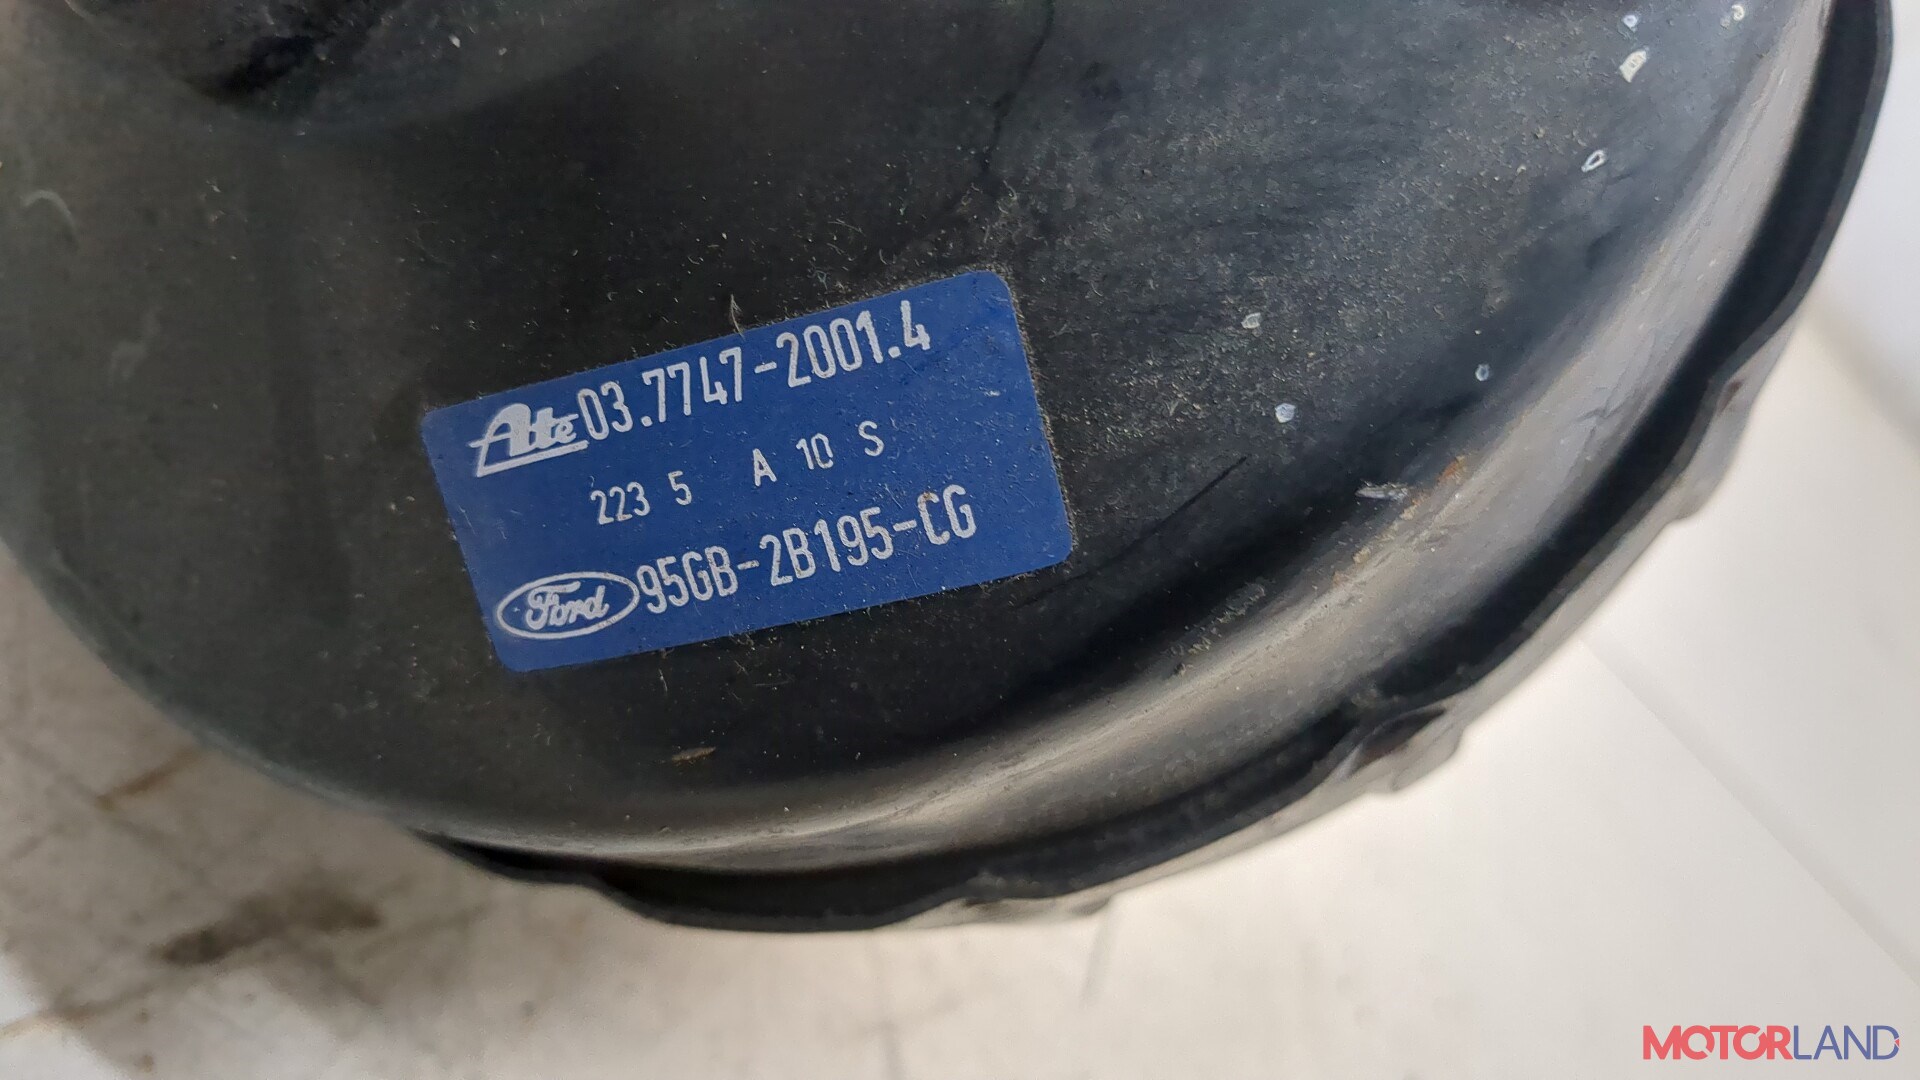 Ate 03.7747-2001.4
223 5 A 10 S
Ford 95GB-2B195-CG
MOTORLAND